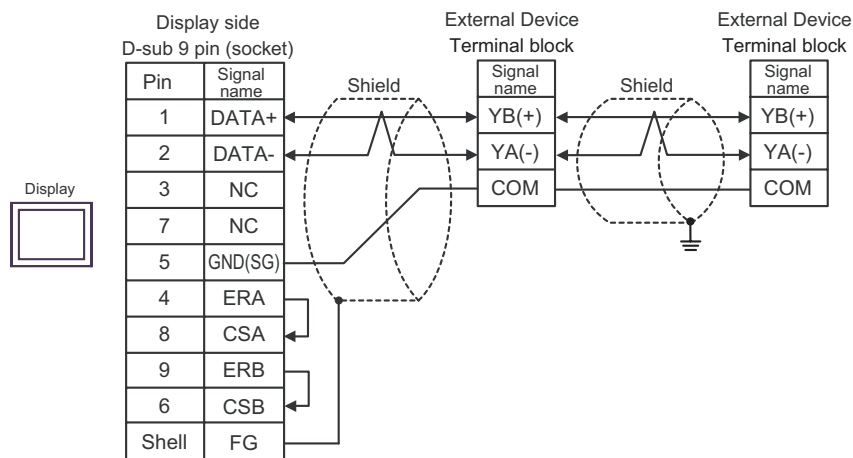 Display side
D-sub 9 pin (socket)
External Device
Terminal block
External Device
Terminal block
Pin
Signal
name
Shield
Signal
name
Shield
Signal
name
1
DATA+
YB(+)
YB(+)
2
DATA-
YA(-)
YA(-)
Display
3
NC
COM
COM
7
NC
5
GND(SG)
4
ERA
8
CSA
9
ERB
6
CSB
Shell
FG